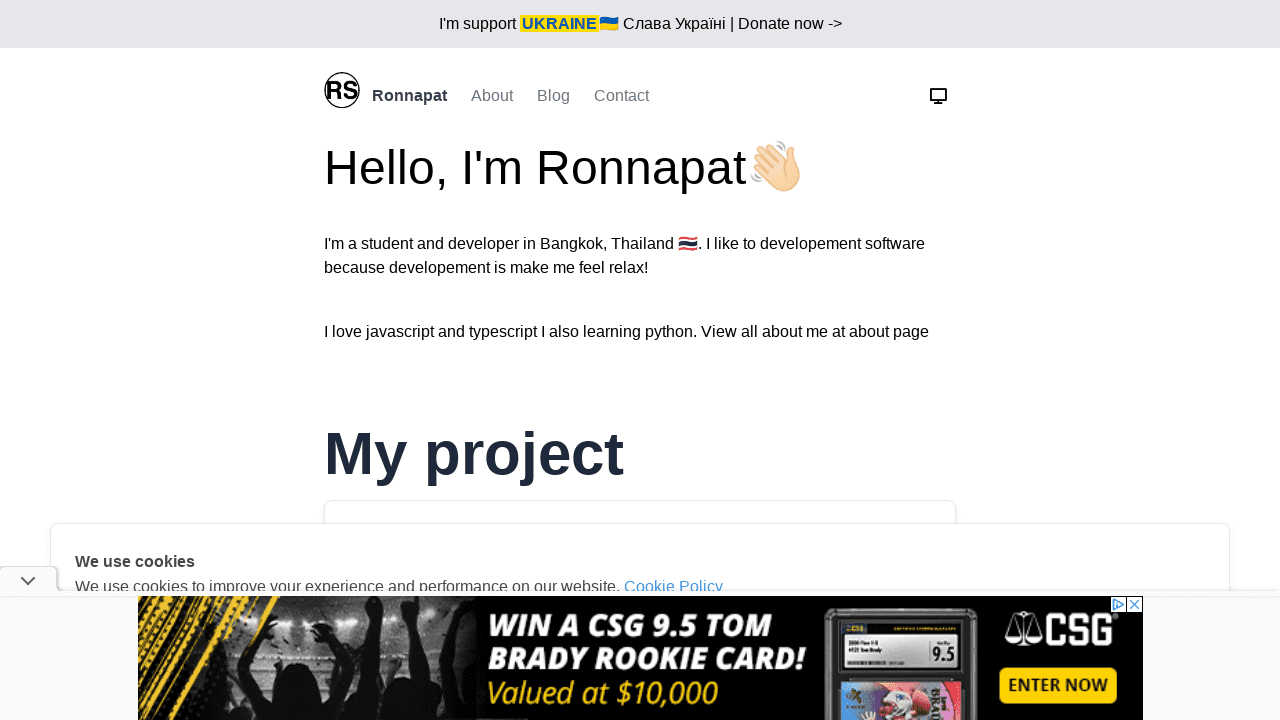 I'm support UKRAINE🇺🇦 Слава Україні | Donate now ->
RS Ronnapat About Blog Contact
Hello, I'm Ronnapat👋🏻
I'm a student and developer in Bangkok, Thailand 🇹🇭. I like to developement software
because developement is make me feel relax!
I love javascript and typescript I also learning python. View all about me at about page
My project
We use cookies
We use cookies to improve your experience and performance on our website. Cookie Policy
WIN A CSG 9.5 TOM
BRADY ROOKIE CARD!
Valued at $10,000
CSG
9.5
ENTER NOW